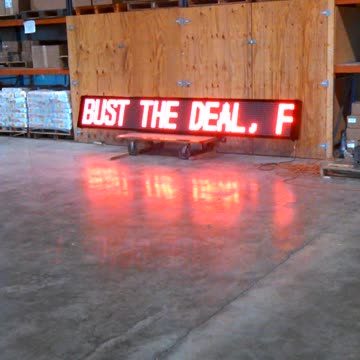 BUST THE DEAL, F